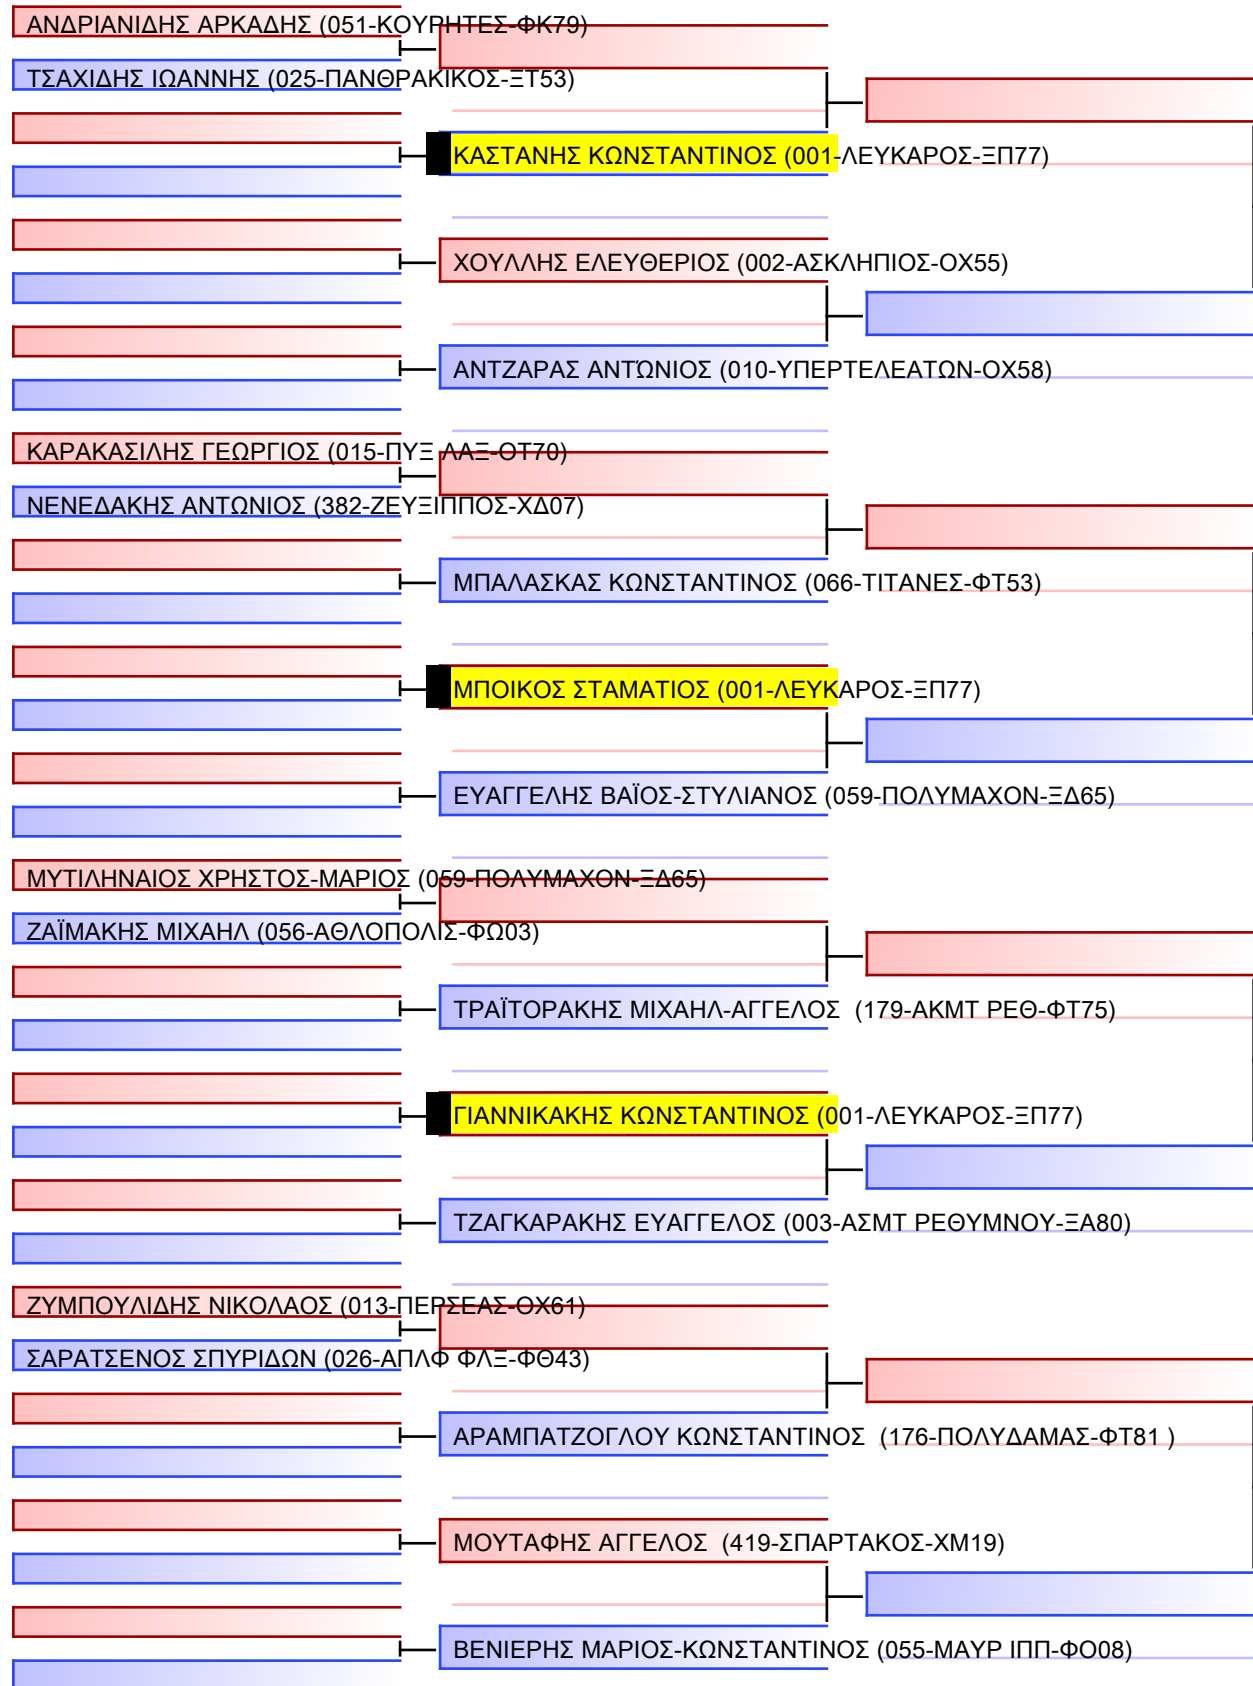 ΑΝΔΡΙΑΝΙΔΗΣ ΑΡΚΑΔΗΣ (051-ΚΟΥΡΗΤΕΣ-ΦΚ79)
ΤΣΑΧΙΔΗΣ ΙΩΑΝΝΗΣ (025-ΠΑΝΘΡΑΚΙΚΟΣ-ΞΤ53)
ΚΑΣΤΑΝΗΣ ΚΩΝΣΤΑΝΤΙΝΟΣ (001-ΛΕΥΚΑΡΟΣ-ΞΠ77)
ΧΟΥΛΛΗΣ ΕΛΕΥΘΕΡΙΟΣ (002-ΑΣΚΛΗΠΙΟΣ-ΟΧ55)
ΑΝΤΖΑΡΑΣ ΑΝΤΏΝΙΟΣ (010-ΥΠΕΡΤΕΛΕΑΤΩΝ-ΟΧ58)
ΚΑΡΑΚΑΣΙΛΗΣ ΓΕΩΡΓΙΟΣ (015-ΠΥΞ ΛΑΞ-ΟΤ70)
ΝΕΝΕΔΑΚΗΣ ΑΝΤΩΝΙΟΣ (382-ΖΕΥΞΙΠΠΟΣ-ΧΔ07)
ΜΠΑΛΑΣΚΑΣ ΚΩΝΣΤΑΝΤΙΝΟΣ (066-ΤΙΤΑΝΕΣ-ΦΤ53)
ΜΠΟΙΚΟΣ ΣΤΑΜΑΤΙΟΣ (001-ΛΕΥΚΑΡΟΣ-ΞΠ77)
ΕΥΑΓΓΕΛΗΣ ΒΑΪΟΣ-ΣΤΥΛΙΑΝΟΣ (059-ΠΟΛΥΜΑΧΟΝ-ΞΔ65)
ΜΥΤΙΛΗΝΑΙΟΣ ΧΡΗΣΤΟΣ-ΜΑΡΙΟΣ (059-ΠΟΛΥΜΑΧΟΝ-ΞΔ65)
ΖΑΪΜΑΚΗΣ ΜΙΧΑΗΛ (056-ΑΘΛΟΠΟΛΙΣ-ΦΩ03)
ΤΡΑΪΤΟΡΑΚΗΣ ΜΙΧΑΗΛ-ΑΓΓΕΛΟΣ (179-ΑΚΜΤ ΡΕΘ-ΦΤ75)
ΓΙΑΝΝΙΚΑΚΗΣ ΚΩΝΣΤΑΝΤΙΝΟΣ (001-ΛΕΥΚΑΡΟΣ-ΞΠ77)
ΤΖΑΓΚΑΡΑΚΗΣ ΕΥΑΓΓΕΛΟΣ (003-ΑΣΜΤ ΡΕΘΥΜΝΟΥ-ΞΑ80)
ΖΥΜΠΟΥΛΙΔΗΣ ΝΙΚΟΛΑΟΣ (013-ΠΕΡΣΕΑΣ-ΟΧ61)
ΣΑΡΑΤΣΕΝΟΣ ΣΠΥΡΙΔΩΝ (026-ΑΠΛΦ ΦΛΞ-ΦΘ43)
ΑΡΑΜΠΑΤΖΟΓΛΟΥ ΚΩΝΣΤΑΝΤΙΝΟΣ (176-ΠΟΛΥΔΑΜΑΣ-ΦΤ81 )
ΜΟΥΤΑΦΗΣ ΑΓΓΕΛΟΣ (419-ΣΠΑΡΤΑΚΟΣ-ΧΜ19)
ΒΕΝΙΕΡΗΣ ΜΑΡΙΟΣ-ΚΩΝΣΤΑΝΤΙΝΟΣ (055-ΜΑΥΡ ΙΠΠ-ΦΟ08)